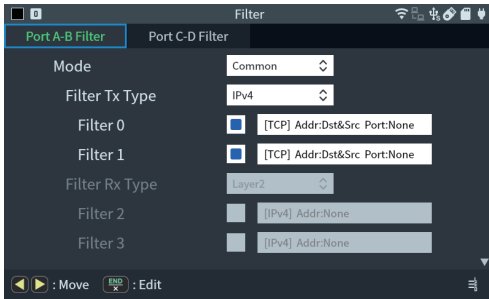 0 Filter
Port A-B Filter Port C-D Filter
Mode Common
Filter Tx Type IPv4
Filter 0 [TCP] Addr:Dst&Src Port:None
Filter 1 [TCP] Addr:Dst&Src Port:None
Filter Rx Type Layer2
Filter 2 [IPv4] Addr:None
Filter 3 [IPv4] Addr:None
: Move END × : Edit